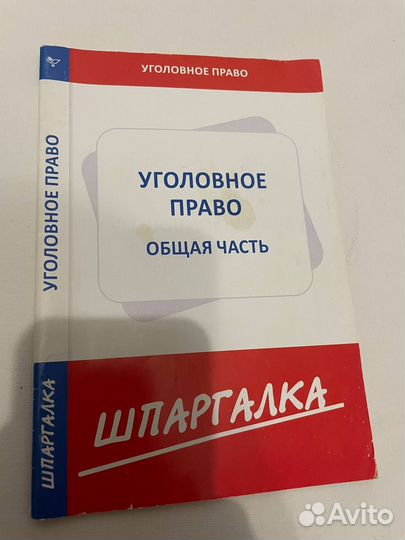 УГОЛОВНОЕ ПРАВО
УГОЛОВНОЕ
ПРАВО
ОБЩАЯ ЧАСТЬ
ШПАРГАЛКА
УГОЛОВНОЕ ПРАВО
ШПАРГАЛКА
Avito